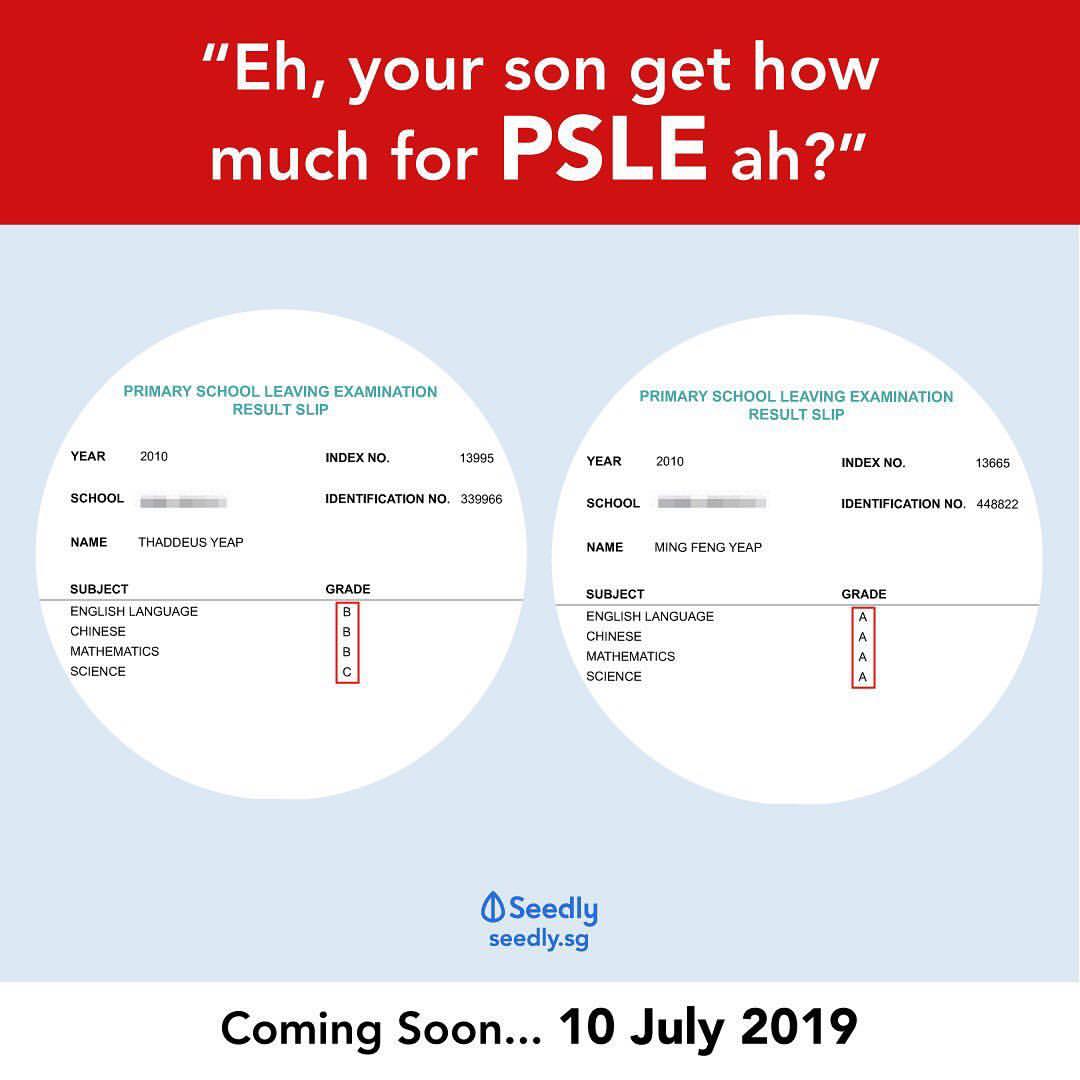 “Eh, your son get how
much for PSLE ah?”
PRIMARY SCHOOL LEAVING EXAMINATION
RESULT SLIP
YEAR 2010 INDEX NO. 13995
SCHOOL IDENTIFICATION NO. 339966
NAME THADDEUS YEAP
SUBJECT GRADE
ENGLISH LANGUAGE B
CHINESE B
MATHEMATICS B
SCIENCE C
PRIMARY SCHOOL LEAVING EXAMINATION
RESULT SLIP
YEAR 2010 INDEX NO. 13665
SCHOOL IDENTIFICATION NO. 448822
NAME MING FENG YEAP
SUBJECT GRADE
ENGLISH LANGUAGE A
CHINESE A
MATHEMATICS A
SCIENCE A
Seedly
seedly.sg
Coming Soon... 10 July 2019